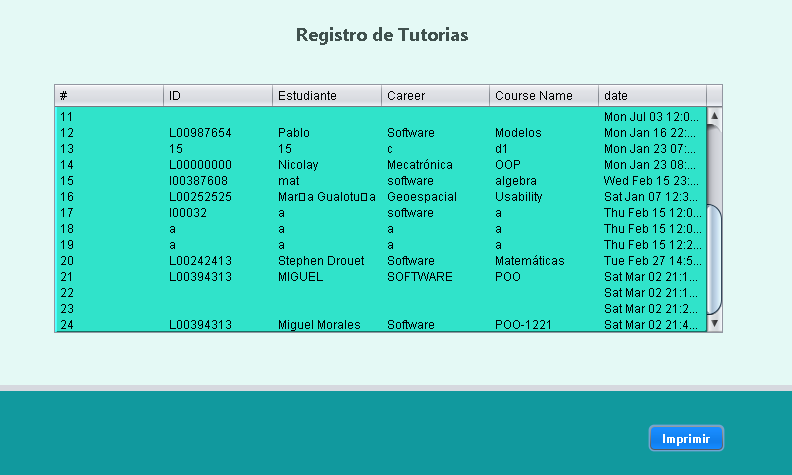 Registro de Tutorias
# ID Estudiante Career Course Name date
11 Mon Jul 03 12:0...
12 L00987654 Pablo Software Modelos Mon Jan 16 22:...
13 15 15 c d1 Mon Jan 23 07:...
14 L00000000 Nicolay Mecatrónica OOP Mon Jan 23 08:...
15 l00387608 mat software algebra Wed Feb 15 23:...
16 L00252525 Mar□a Gualotu□a Geoespacial Usability Sat Jan 07 12:3...
17 l00032 a software a Thu Feb 15 12:0...
18 a a a a Thu Feb 15 12:0...
19 a a a a Thu Feb 15 12:2...
20 L00242413 Stephen Drouet Software Matemáticas Tue Feb 27 14:5...
21 L00394313 MIGUEL SOFTWARE POO Sat Mar 02 21:1...
22 Sat Mar 02 21:1...
23 Sat Mar 02 21:2...
24 L00394313 Miguel Morales Software POO-1221 Sat Mar 02 21:4...
Imprimir